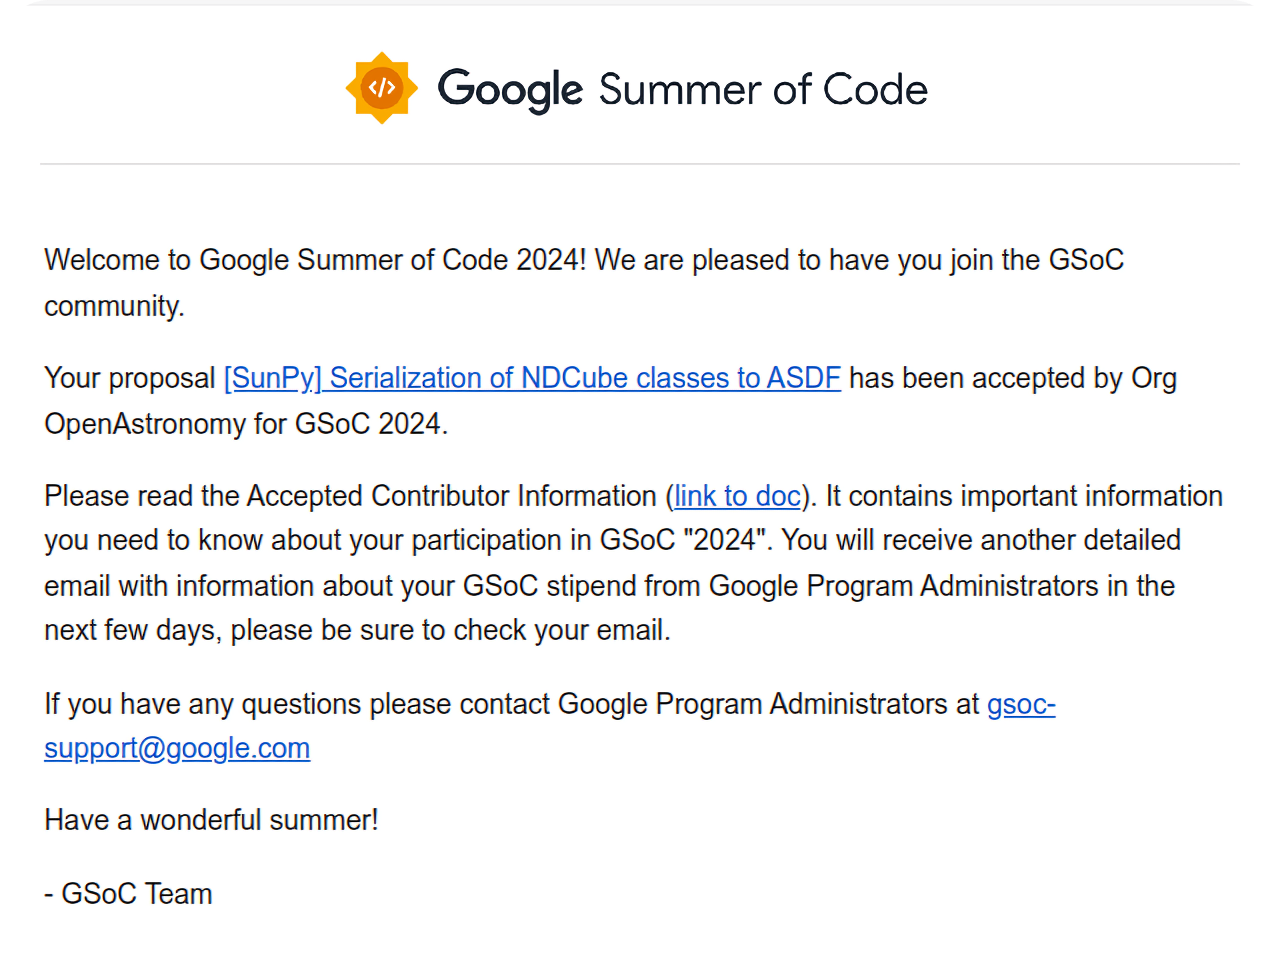 </> Google Summer of Code
Welcome to Google Summer of Code 2024! We are pleased to have you join the GSoC
community.
Your proposal [SunPy] Serialization of NDCube classes to ASDF has been accepted by Org
OpenAstronomy for GSoC 2024.
Please read the Accepted Contributor Information (link to doc). It contains important information
you need to know about your participation in GSoC "2024". You will receive another detailed
email with information about your GSoC stipend from Google Program Administrators in the
next few days, please be sure to check your email.
If you have any questions please contact Google Program Administrators at gsoc-
support@google.com
Have a wonderful summer!
- GSoC Team